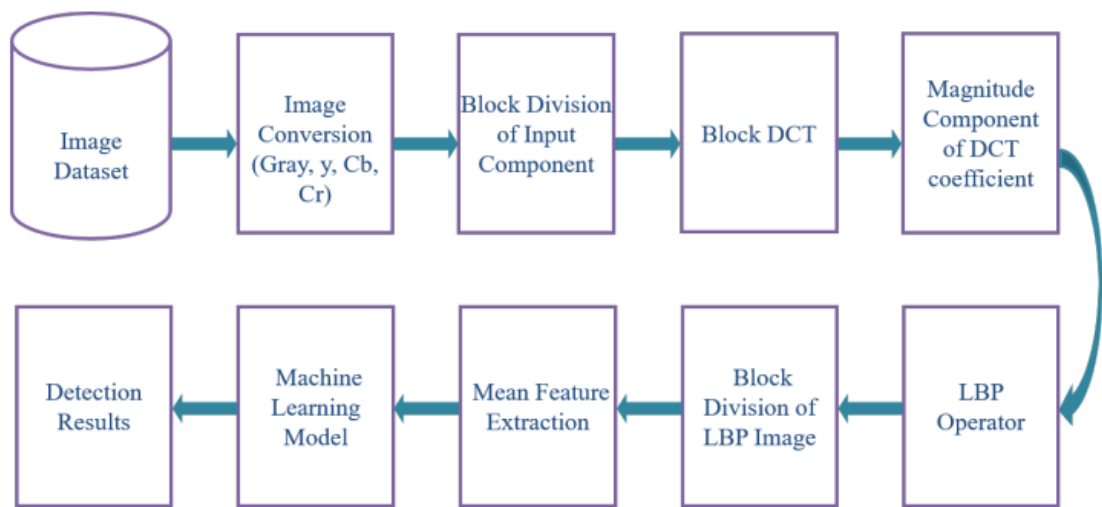 Image
Dataset
Image
Conversion
(Gray, y, Cb,
Cr)
Block Division
of Input
Component
Block DCT
Magnitude
Component
of DCT
coefficient
LBP
Operator
Block
Division of
LBP Image
Mean Feature
Extraction
Machine
Learning
Model
Detection
Results